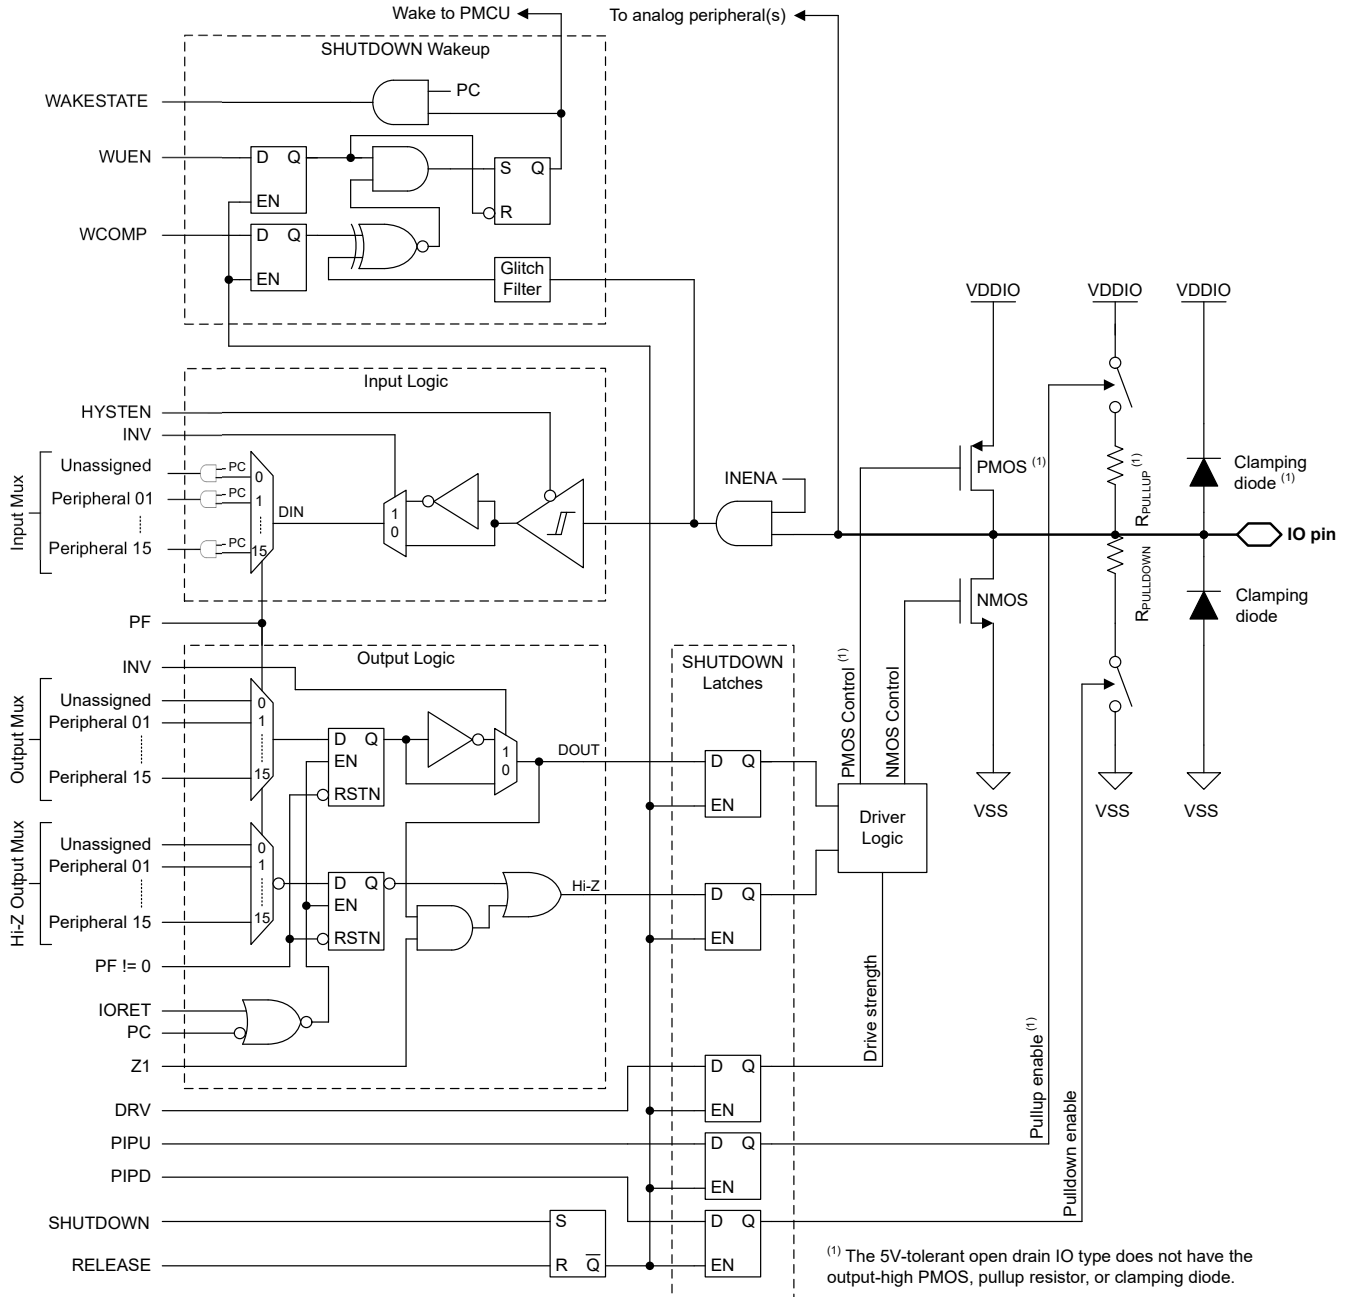 Wake to PMCU
To analog peripheral(s)
SHUTDOWN Wakeup
WAKESTATE
PC
WUEN
D Q
EN
S Q
R
WCOMP
D Q
EN
Glitch
Filter
VDDIO
VDDIO
VDDIO
Input Logic
HYSTEN
INV
Input Mux
Unassigned
PC
0
Peripheral 01
PC
1
Peripheral 15
PC
15
DIN
1
0
INENA
PMOS (1)
RPULLUP (1)
Clamping
diode (1)
IO pin
RPULLDOWN
NMOS
Clamping
diode
PF
Output Logic
INV
Output Mux
Unassigned
0
Peripheral 01
1
Peripheral 15
15
D Q
EN
RSTN
1
0
DOUT
SHUTDOWN
Latches
D Q
EN
PMOS Control (1)
NMOS Control
Driver
Logic
VSS
VSS
VSS
Hi-Z Output Mux
Unassigned
0
Peripheral 01
1
Peripheral 15
15
D Q
EN
RSTN
Hi-Z
D Q
EN
PF != 0
IORET
PC
Z1
Drive strength
DRV
D Q
EN
PIPU
D Q
EN
Pullup enable (1)
PIPD
Pulldown enable
SHUTDOWN
S
D Q
EN
RELEASE
R Q̅
(1) The 5V-tolerant open drain IO type does not have the
output-high PMOS, pullup resistor, or clamping diode.